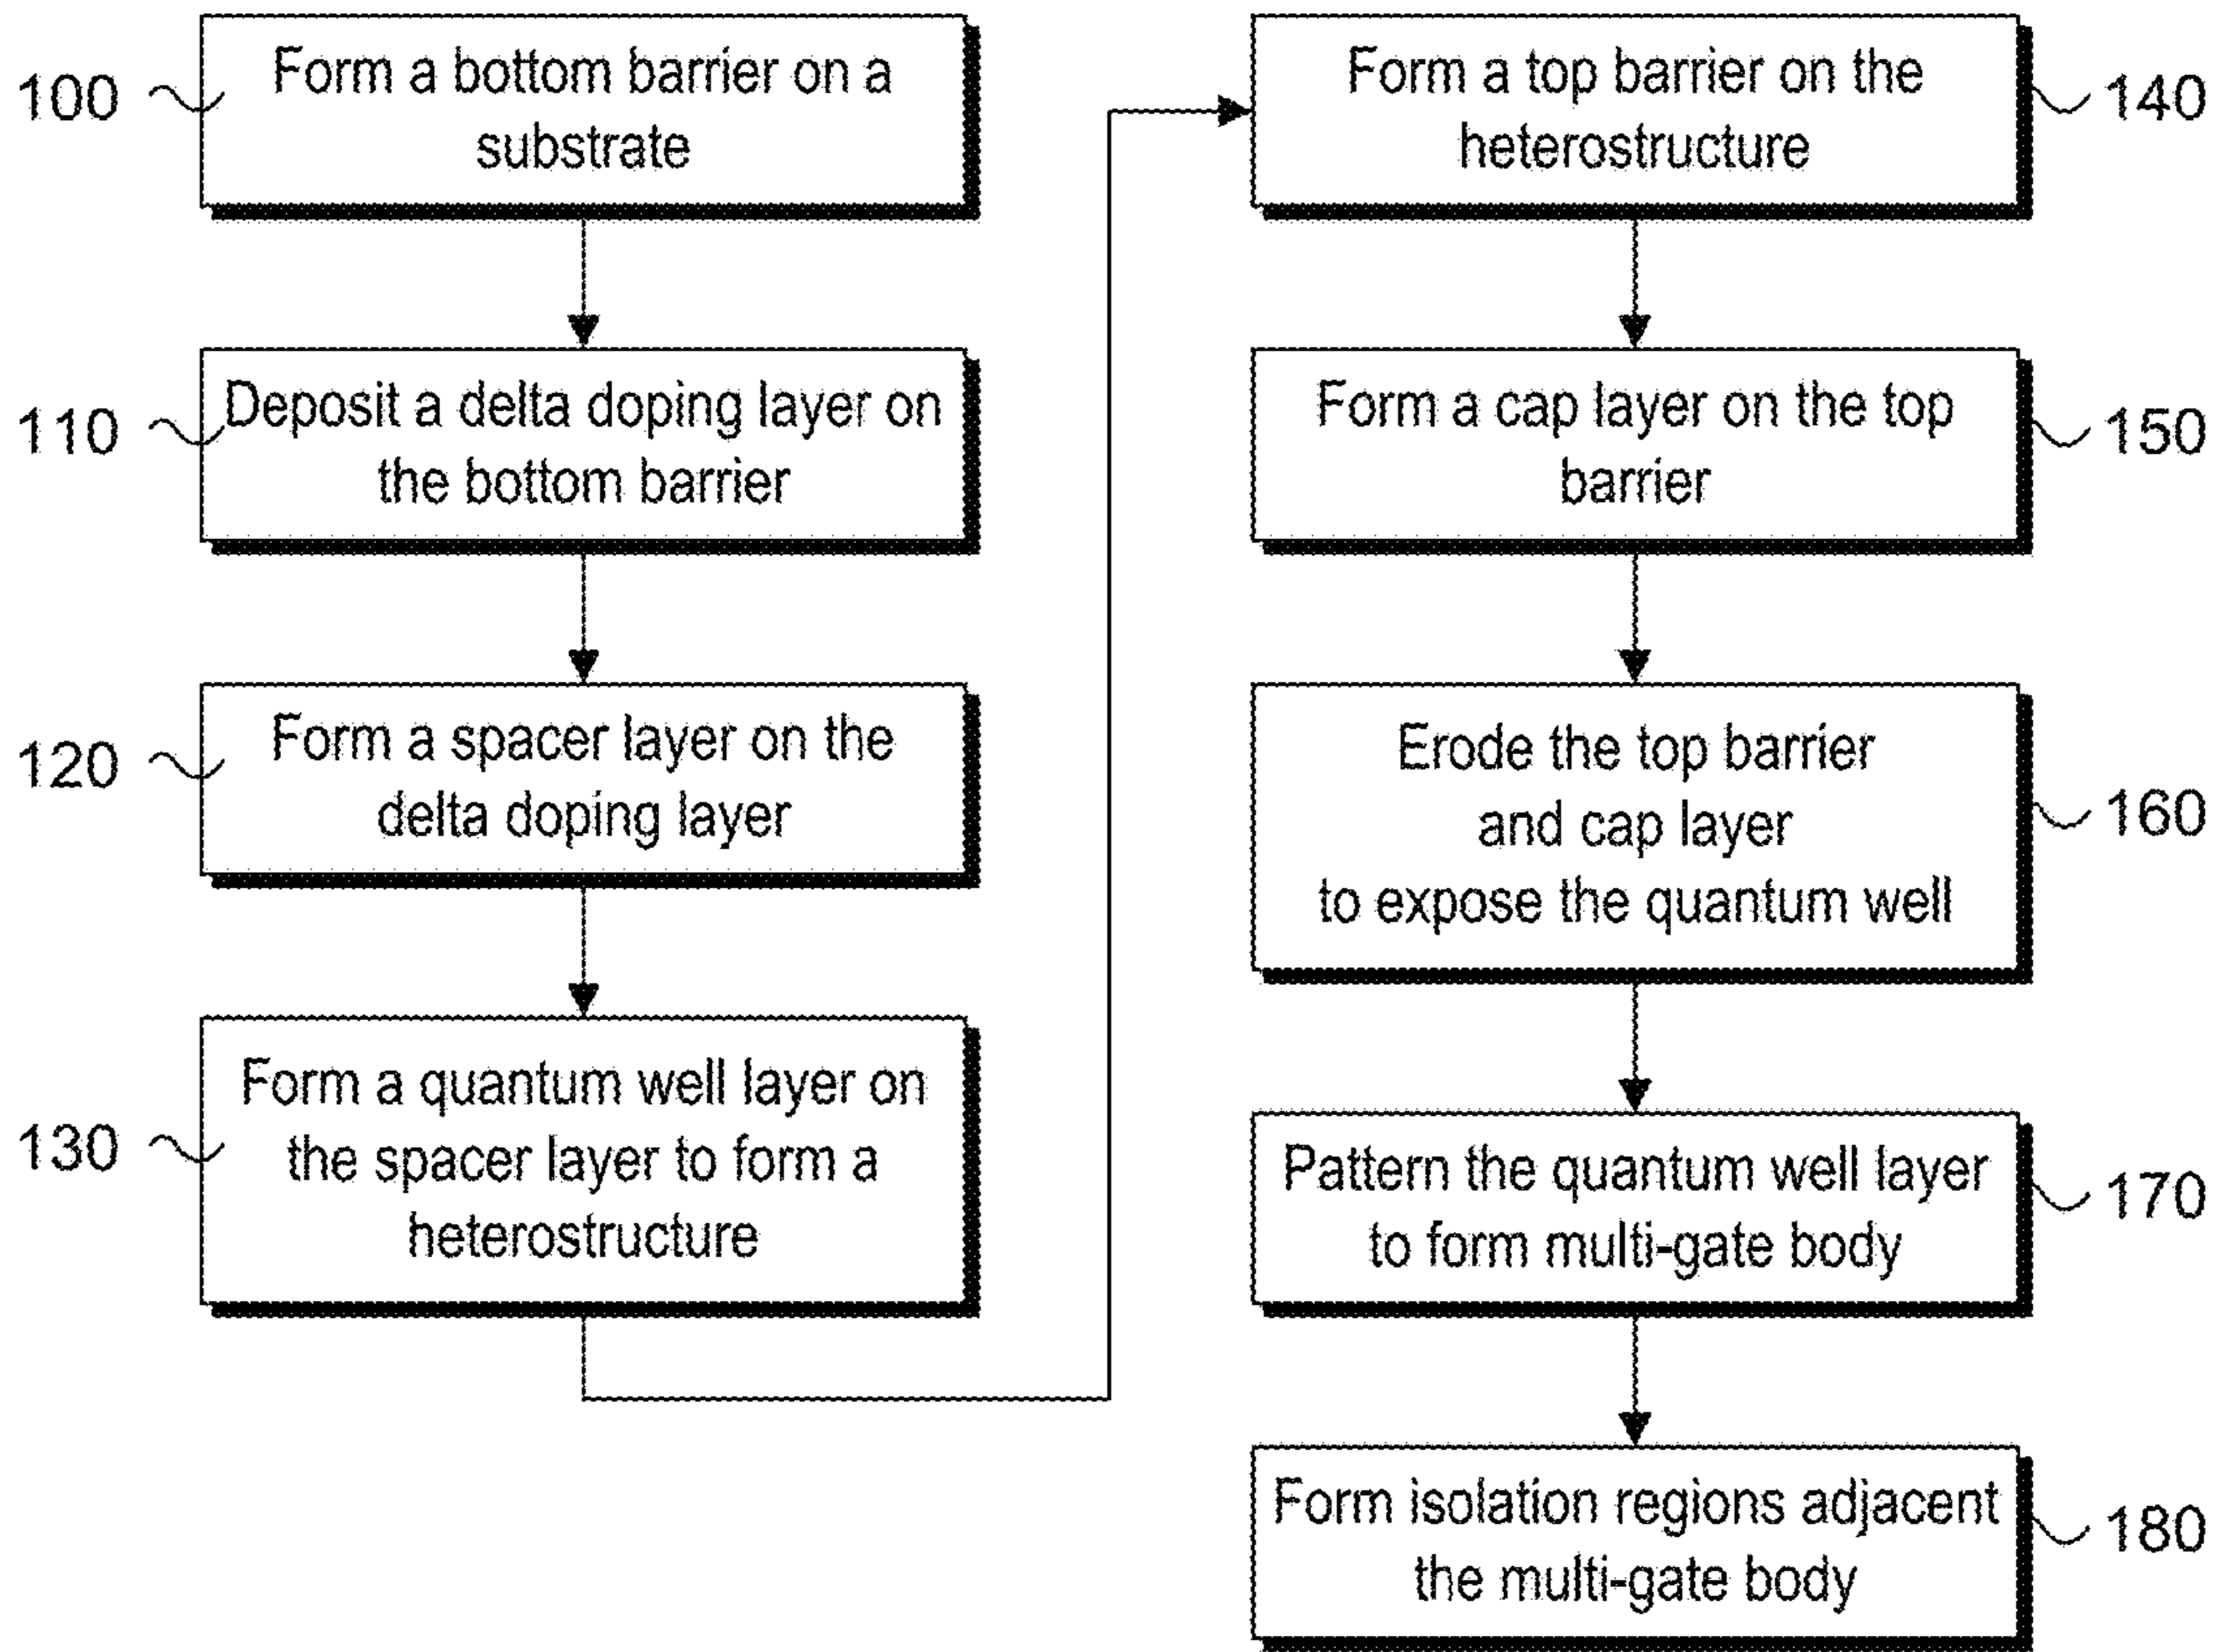 100
Form a bottom barrier on a
substrate
110
Deposit a delta doping layer on
the bottom barrier
120
Form a spacer layer on the
delta doping layer
130
Form a quantum well layer on
the spacer layer to form a
heterostructure
Form a top barrier on the
heterostructure
140
Form a cap layer on the top
barrier
150
Erode the top barrier
and cap layer
to expose the quantum well
160
Pattern the quantum well layer
to form multi-gate body
170
Form isolation regions adjacent
the multi-gate body
180